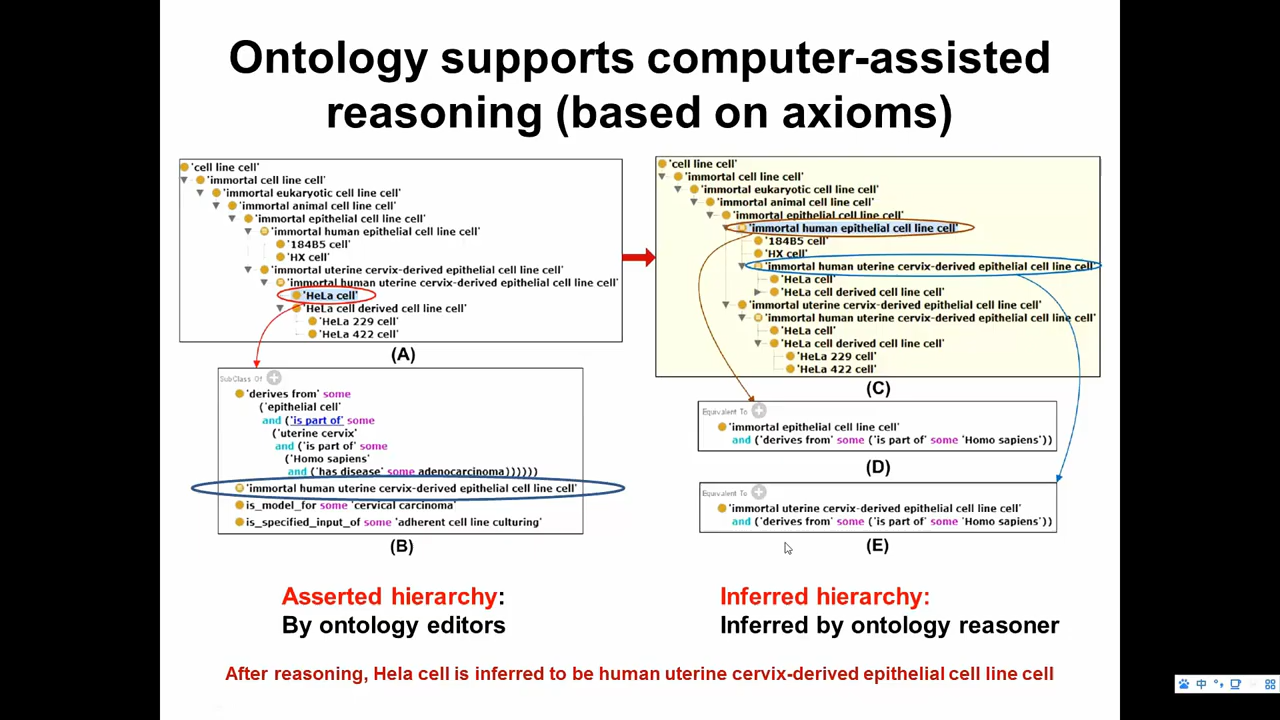 Ontology supports computer-assisted
reasoning (based on axioms)
'cell line cell'
'immortal cell line cell'
'immortal eukaryotic cell line cell'
'immortal animal cell line cell'
'immortal epithelial cell line cell'
'immortal human epithelial cell line cell'
'184B5 cell'
'HX cell'
'immortal uterine cervix-derived epithelial cell line cell'
'immortal human uterine cervix-derived epithelial cell line cell'
'HeLa cell'
'HeLa cell derived cell line cell'
'HeLa 229 cell'
'HeLa 422 cell'
(A)
SubClass Of
'derives from' some
('epithelial cell'
and ('is part of' some
('uterine cervix'
and ('is part of' some
('Homo sapiens'
and ('has disease' some adenocarcinoma))))))
'immortal human uterine cervix-derived epithelial cell line cell'
is_model_for some 'cervical carcinoma'
is_specified_input_of some 'adherent cell line culturing'
(B)
'cell line cell'
'immortal cell line cell'
'immortal eukaryotic cell line cell'
'immortal animal cell line cell'
'immortal epithelial cell line cell'
'immortal human epithelial cell line cell'
'184B5 cell'
'HX cell'
'immortal human uterine cervix-derived epithelial cell line cell'
'HeLa cell'
'HeLa cell derived cell line cell'
'immortal uterine cervix-derived epithelial cell line cell'
'immortal human uterine cervix-derived epithelial cell line cell'
'HeLa cell'
'HeLa cell derived cell line cell'
'HeLa 229 cell'
'HeLa 422 cell'
(C)
Equivalent To
'immortal epithelial cell line cell'
and ('derives from' some ('is part of' some 'Homo sapiens'))
(D)
Equivalent To
'immortal uterine cervix-derived epithelial cell line cell'
and ('derives from' some ('is part of' some 'Homo sapiens'))
(E)
Asserted hierarchy:
By ontology editors
Inferred hierarchy:
Inferred by ontology reasoner
After reasoning, Hela cell is inferred to be human uterine cervix-derived epithelial cell line cell
中